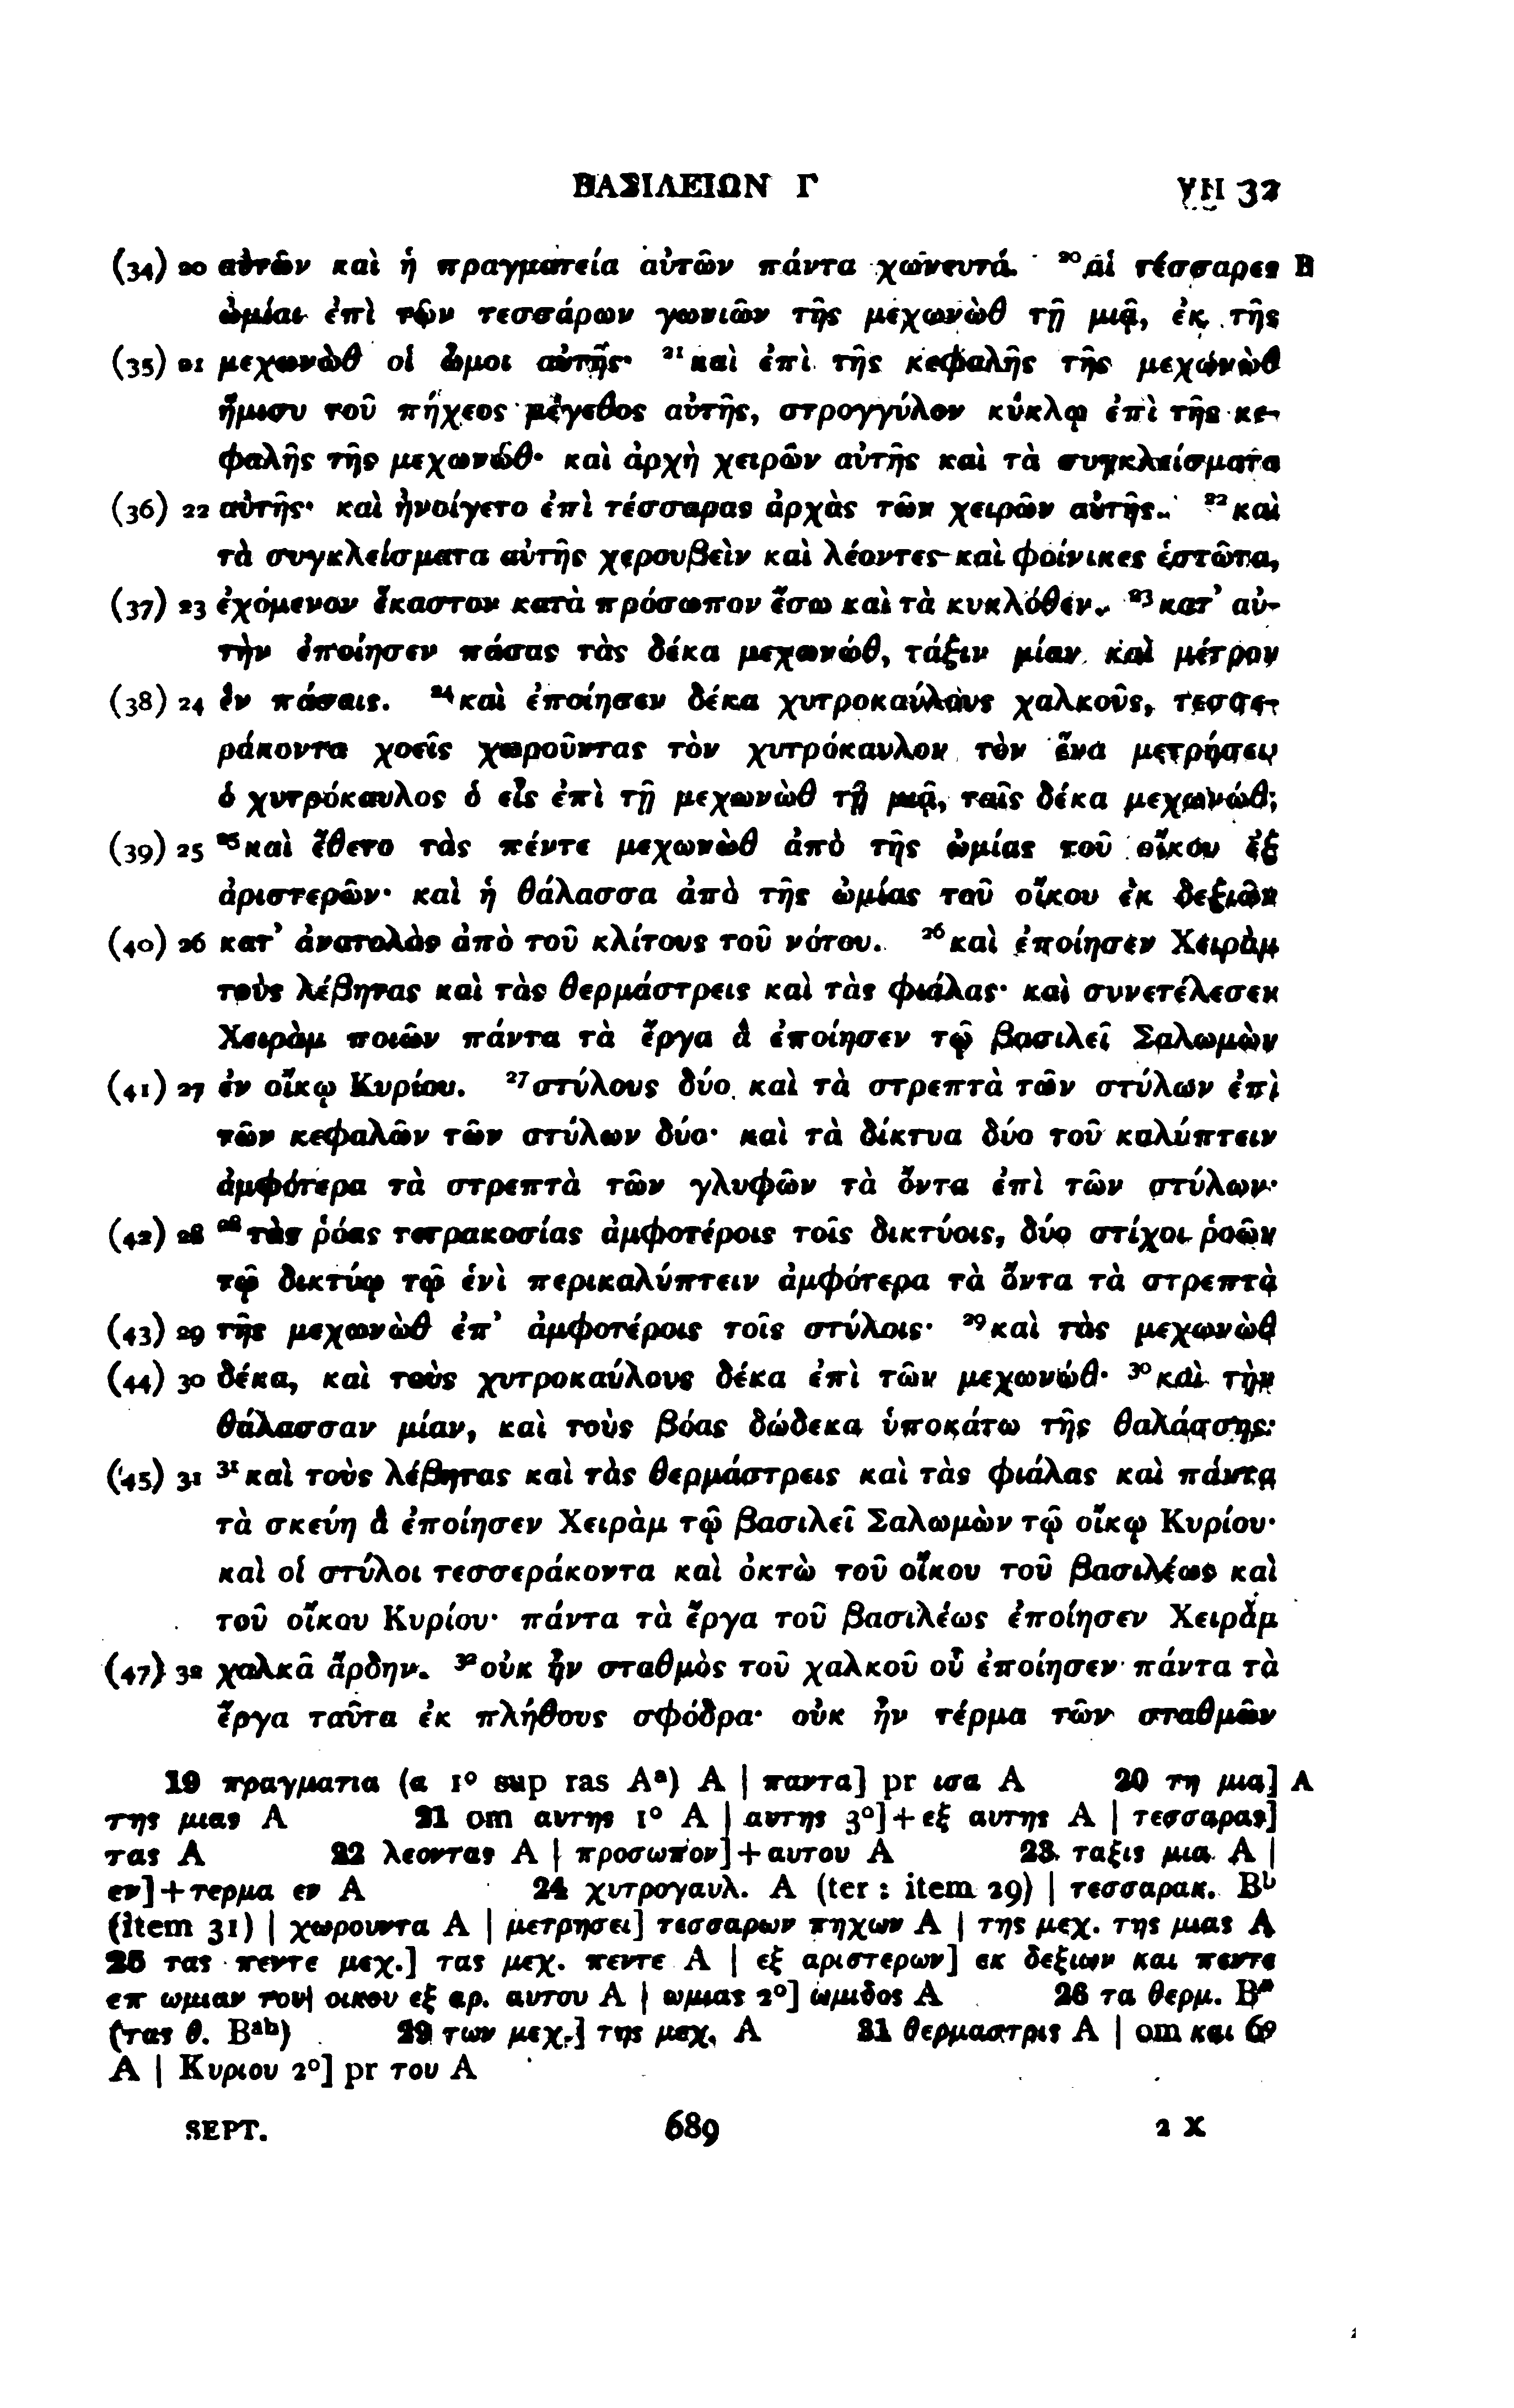 ΒΑΣΙΛΕΙΩΝ Γ VII 32
(34) 20 αὐτῶν καὶ ἡ πραγματεία αὐτῶν πάντα χωνευτά. ²⁰αἱ τέσσαρες B
ὠμίαι ἐπὶ τῶν τεσσάρων γωνιῶν τῆς μεχωνὼθ τῇ μιᾷ, ἐκ τῆς
(35) 21 μεχωνὼθ οἱ ὦμοι αὐτῆς· ²¹καὶ ἐπὶ τῆς κεφαλῆς τῆς μεχωνὼθ
ἥμισυ τοῦ πήχεος μέγεθος αὐτῆς, στρογγύλον κύκλῳ ἐπὶ τῆς κε-
φαλῆς τῆς μεχωνώθ· καὶ ἀρχὴ χειρῶν αὐτῆς καὶ τὰ συγκλείσματα
(36) 22 αὐτῆς· καὶ ἠνοίγετο ἐπὶ τέσσαρας ἀρχὰς τῶν χειρῶν αὐτῆς. ²²καὶ
τὰ συγκλείσματα αὐτῆς χερουβεὶν καὶ λέοντες καὶ φοίνικες ἑστῶτα,
(37) 23 ἐχόμενον ἕκαστον κατὰ πρόσωπον ἔσω καὶ τὰ κυκλόθεν. ²³κατ’ αὐ-
τὴν ἐποίησεν πάσας τὰς δέκα μεχωνώθ, τάξιν μίαν καὶ μέτρον
(38) 24 ἓν πάσαις. ²⁴καὶ ἐποίησεν δέκα χυτροκαύλους χαλκοῦς, τεσσε-
ράκοντα χοεῖς χωροῦντας τὸν χυτρόκαυλον τὸν ἕνα μετρήσει
ὁ χυτρόκαυλος ὁ εἷς ἐπὶ τῇ μεχωνὼθ τῇ μιᾷ, ταῖς δέκα μεχωνώθ·
(39) 25 ²⁵καὶ ἔθετο τὰς πέντε μεχωνὼθ ἀπὸ τῆς ὠμίας τοῦ οἴκου ἐξ
ἀριστερῶν· καὶ ἡ θάλασσα ἀπὸ τῆς ὠμίας τοῦ οἴκου ἐκ δεξιῶν
(40) 26 κατ’ ἀνατολὰς ἀπὸ τοῦ κλίτους τοῦ νότου. ²⁶καὶ ἐποίησεν Χειρὰμ
τοὺς λέβητας καὶ τὰς θερμάστρεις καὶ τὰς φιάλας· καὶ συνετέλεσεν
Χειρὰμ ποιῶν πάντα τὰ ἔργα ἃ ἐποίησεν τῷ βασιλεῖ Σαλωμὼν
(41) 27 ἐν οἴκῳ Κυρίου. ²⁷στύλους δύο καὶ τὰ στρεπτὰ τῶν στύλων ἐπὶ
τῶν κεφαλῶν τῶν στύλων δύο· καὶ τὰ δίκτυα δύο τοῦ καλύπτειν
ἀμφότερα τὰ στρεπτὰ τῶν γλυφῶν τὰ ὄντα ἐπὶ τῶν στύλων·
(42) 28 ²⁸τὰς ῥόας τετρακοσίας ἀμφοτέροις τοῖς δικτύοις, δύο στίχοι ῥοῶν
τῷ δικτύῳ τῷ ἑνὶ περικαλύπτειν ἀμφότερα τὰ ὄντα τὰ στρεπτὰ
(43) 29 τῆς μεχωνὼθ ἐπ’ ἀμφοτέροις τοῖς στύλοις· ²⁹καὶ τὰς μεχωνὼθ
(44) 30 δέκα, καὶ τοὺς χυτροκαύλους δέκα ἐπὶ τῶν μεχωνώθ· ³⁰καὶ τὴν
θάλασσαν μίαν, καὶ τοὺς βόας δώδεκα ὑποκάτω τῆς θαλάσσης·
(45) 31 ³¹καὶ τοὺς λέβητας καὶ τὰς θερμάστρεις καὶ τὰς φιάλας καὶ πάντα
τὰ σκεύη ἃ ἐποίησεν Χειρὰμ τῷ βασιλεῖ Σαλωμὼν τῷ οἴκῳ Κυρίου·
καὶ οἱ στύλοι τεσσεράκοντα καὶ ὀκτὼ τοῦ οἴκου τοῦ βασιλέως καὶ
τοῦ οἴκου Κυρίου· πάντα τὰ ἔργα τοῦ βασιλέως ἐποίησεν Χειρὰμ
(47) 32 χαλκᾶ ἄρδην. ³²οὐκ ἦν σταθμὸς τοῦ χαλκοῦ οὗ ἐποίησεν πάντα τὰ
ἔργα ταῦτα ἐκ πλήθους σφόδρα· οὐκ ἦν τέρμα τῶν σταθμῶν
19 πραγματια (α 1° sup ras Aᵃ) A | παντα] pr ισα A 20 τη μια] A
της μιας A 21 om αυτης 1° A | αυτης 3°]+εξ αυτης A | τεσσαρας]
τας A 22 λεοντας A | προσωπον]+αυτου A 23 ταξις μια A |
εν]+τερμα εν A 24 χυτρογαυλ. A (ter : item 29) | τεσσαρακ. Bᵇ
(item 31) | χωρουντα A | μετρησει] τεσσαρων πηχων A | της μεχ. της μιας A
25 τας πεντε μεχ.] τας μεχ. πεντε A | εξ αριστερων] εκ δεξιων και πεντε
επ ωμιαν του οικου εξ αρ. αυτου A | ωμιας 2°] ωμιδος A 26 τα θερμ. B*
(τας θ. Bᵃᵇ) 29 των μεχ.] της μεχ. A 31 θερμαστρις A | om και 6°
A | Κυριου 2°] pr του A
SEPT. 689 2 X